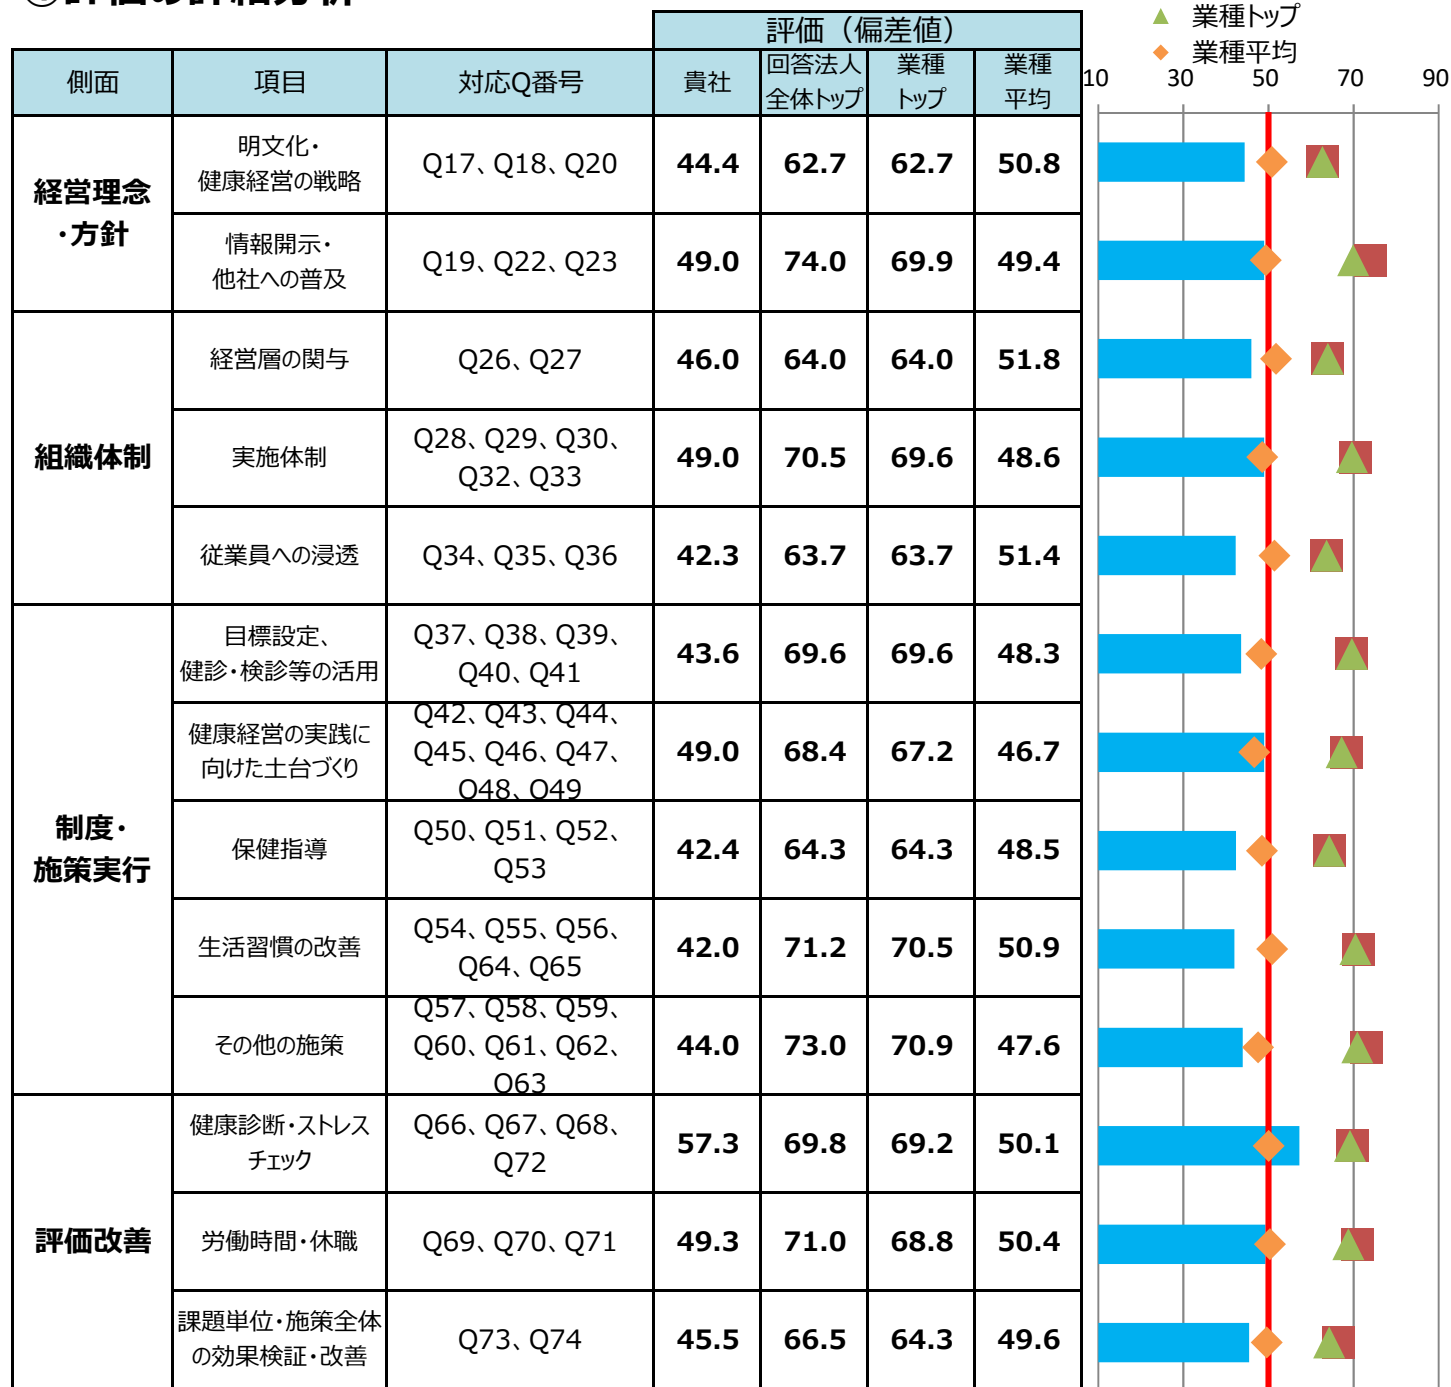 ▲ 業種トップ
◆ 業種平均
評価（偏差値）
側面 項目 対応Q番号 貴社 回答法人 業種 業種
全体トップ トップ 平均
10 30 50 70 90
経営理念
・方針
明文化・
健康経営の戦略
Q17、Q18、Q20 44.4 62.7 62.7 50.8
情報開示・
他社への普及
Q19、Q22、Q23 49.0 74.0 69.9 49.4
組織体制
経営層の関与 Q26、Q27 46.0 64.0 64.0 51.8
実施体制
Q28、Q29、Q30、
Q32、Q33
49.0 70.5 69.6 48.6
従業員への浸透 Q34、Q35、Q36 42.3 63.7 63.7 51.4
制度・
施策実行
目標設定、
健診・検診等の活用
Q37、Q38、Q39、
Q40、Q41
43.6 69.6 69.6 48.3
健康経営の実践に
向けた土台づくり
Q42、Q43、Q44、
Q45、Q46、Q47、
Q48、Q49
49.0 68.4 67.2 46.7
保健指導
Q50、Q51、Q52、
Q53
42.4 64.3 64.3 48.5
生活習慣の改善
Q54、Q55、Q56、
Q64、Q65
42.0 71.2 70.5 50.9
その他の施策
Q57、Q58、Q59、
Q60、Q61、Q62、
Q63
44.0 73.0 70.9 47.6
評価改善
健康診断・ストレス
チェック
Q66、Q67、Q68、
Q72
57.3 69.8 69.2 50.1
労働時間・休職 Q69、Q70、Q71 49.3 71.0 68.8 50.4
課題単位・施策全体
の効果検証・改善
Q73、Q74 45.5 66.5 64.3 49.6